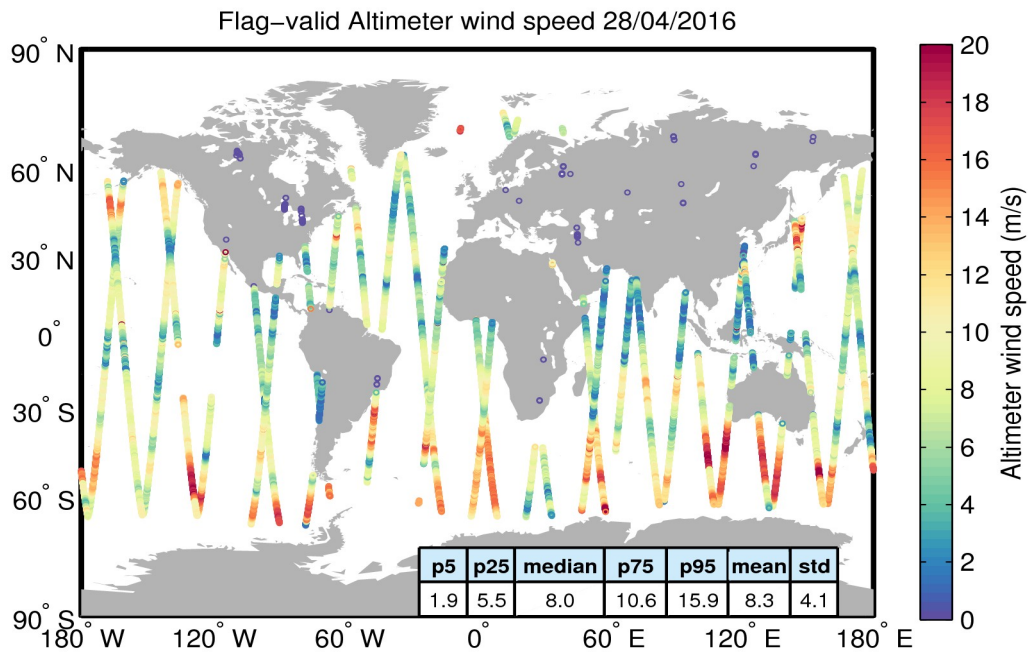 Flag−valid Altimeter wind speed 28/04/2016
90° N
60° N
30° N
0°
30° S
60° S
90° S
180° W
120° W
60° W
0°
60° E
120° E
180° E
p5 p25 median p75 p95 mean std
1.9 5.5 8.0 10.6 15.9 8.3 4.1
20
18
16
14
12
10
8
6
4
2
0
Altimeter wind speed (m/s)